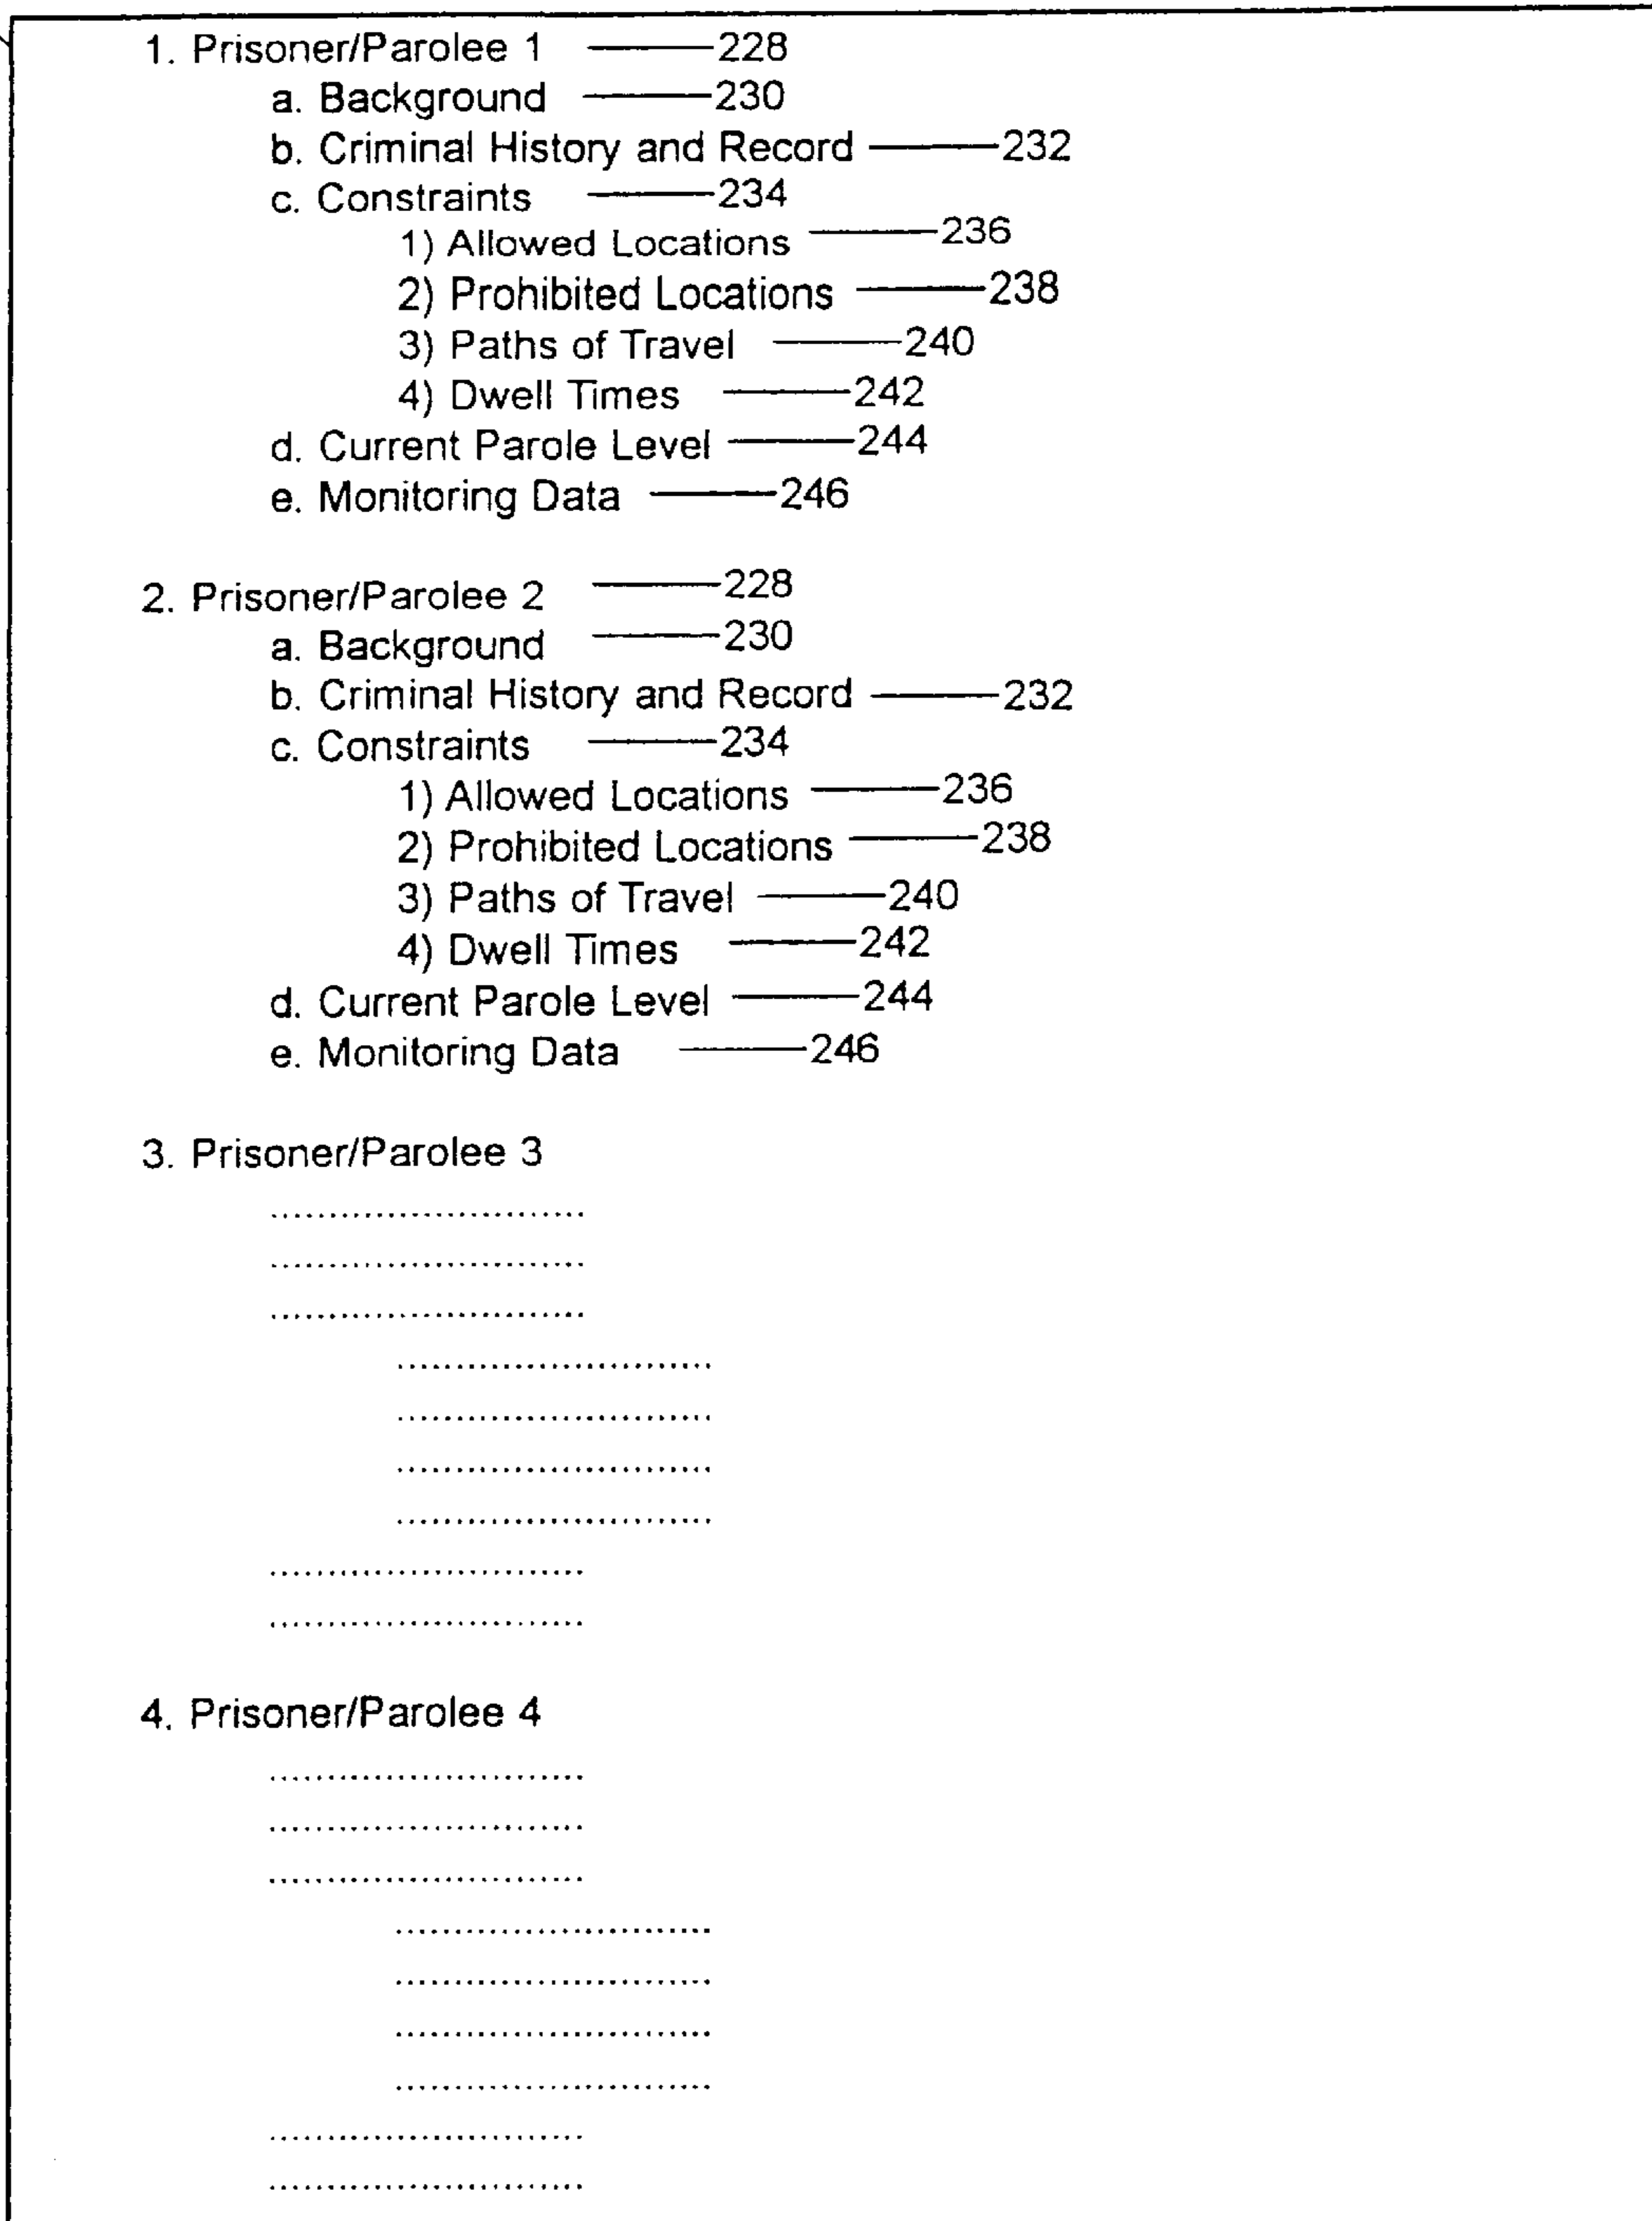 1. Prisoner/Parolee 1 ———228
a. Background ———230
b. Criminal History and Record ———232
c. Constraints ———234
1) Allowed Locations ———236
2) Prohibited Locations ———238
3) Paths of Travel ———240
4) Dwell Times ———242
d. Current Parole Level ———244
e. Monitoring Data ———246
2. Prisoner/Parolee 2 ———228
a. Background ———230
b. Criminal History and Record ———232
c. Constraints ———234
1) Allowed Locations ———236
2) Prohibited Locations ———238
3) Paths of Travel ———240
4) Dwell Times ———242
d. Current Parole Level ———244
e. Monitoring Data ———246
3. Prisoner/Parolee 3
...........................
...........................
...........................
...........................
...........................
...........................
...........................
...........................
...........................
4. Prisoner/Parolee 4
...........................
...........................
...........................
...........................
...........................
...........................
...........................
...........................
...........................